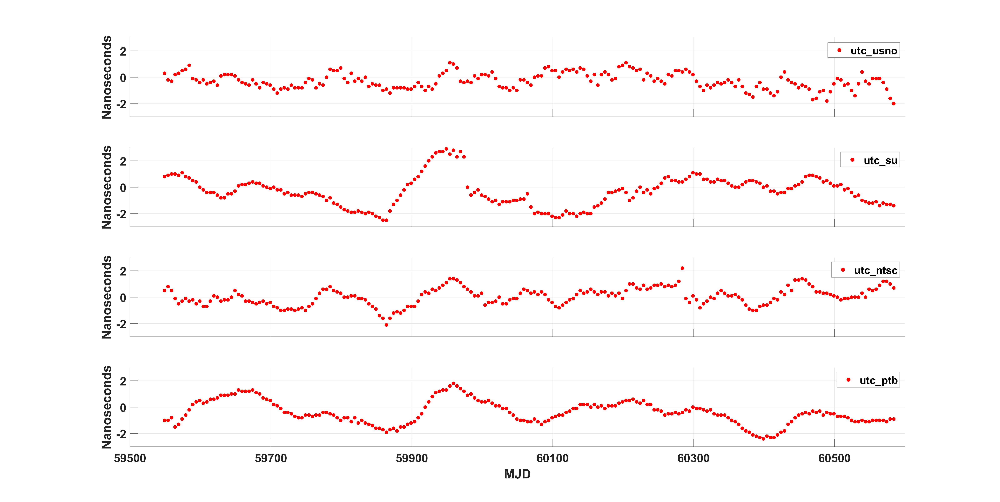 Nanoseconds
2
0
-2
utc_usno
Nanoseconds
2
0
-2
utc_su
Nanoseconds
2
0
-2
utc_ntsc
Nanoseconds
2
0
-2
utc_ptb
59500 59700 59900 60100 60300 60500
MJD